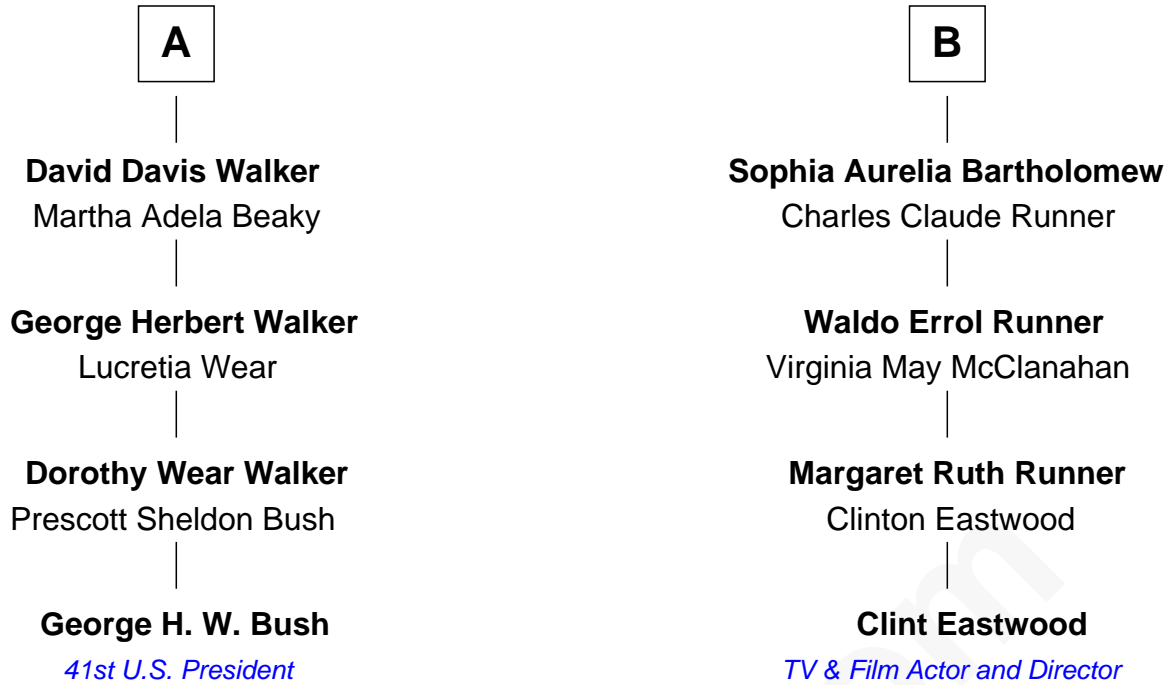 A
B
David Davis Walker
Martha Adela Beaky
Sophia Aurelia Bartholomew
Charles Claude Runner
George Herbert Walker
Lucretia Wear
Waldo Errol Runner
Virginia May McClanahan
Dorothy Wear Walker
Prescott Sheldon Bush
Margaret Ruth Runner
Clinton Eastwood
George H. W. Bush
41st U.S. President
Clint Eastwood
TV & Film Actor and Director